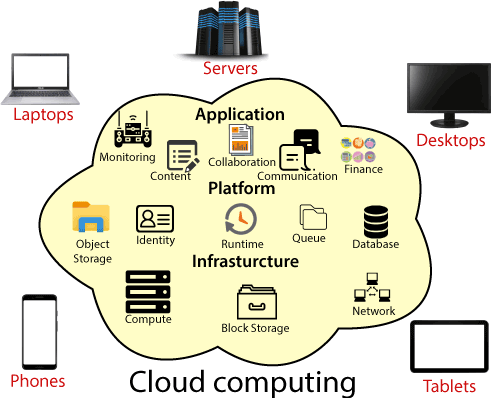 Servers
Laptops
Desktops
Application
Monitoring
Content
Collaboration
Communication
Finance
Platform
Object
Storage
Identity
Runtime
Queue
Database
Infrasturcture
Compute
Block Storage
Network
Phones
Cloud computing
Tablets